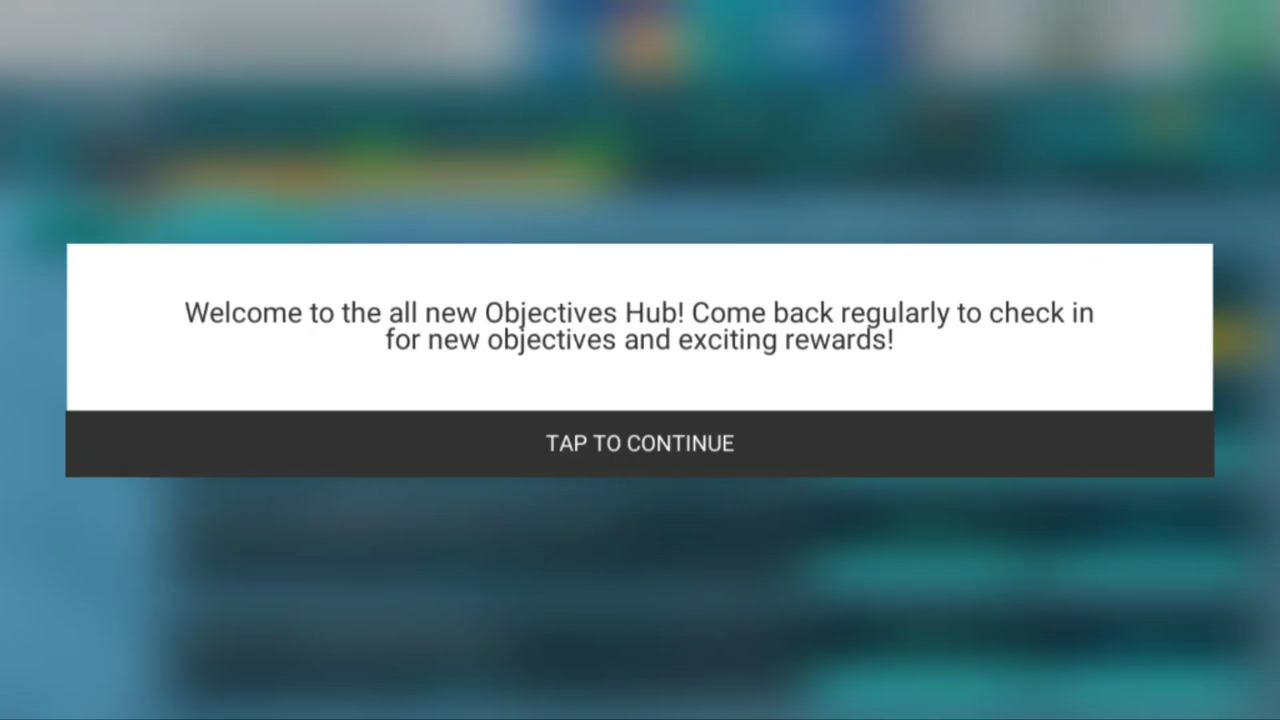 Welcome to the all new Objectives Hub! Come back regularly to check in
for new objectives and exciting rewards!
TAP TO CONTINUE